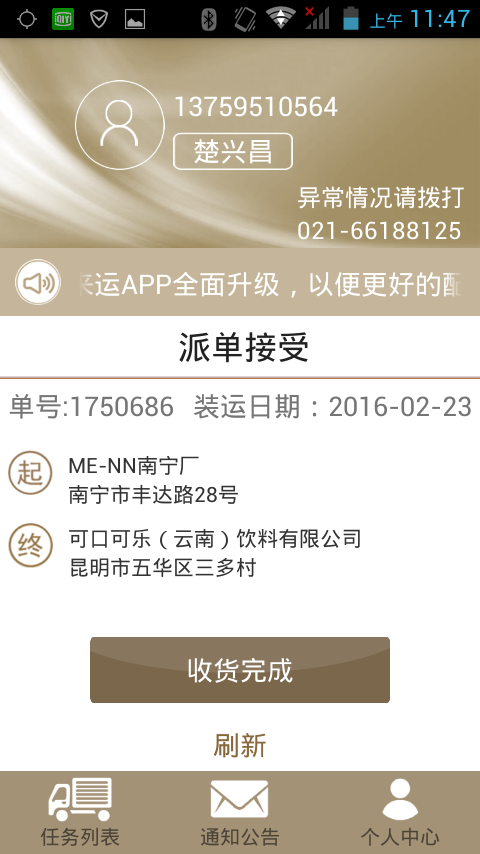 上午 11:47
13759510564
楚兴昌
异常情况请拨打
021-66188125
运APP全面升级，以便更好的
派单接受
单号:1750686 装运日期：2016-02-23
起 ME-NN南宁厂
南宁市丰达路28号
终 可口可乐（云南）饮料有限公司
昆明市五华区三多村
收货完成
刷新
任务列表 通知公告 个人中心